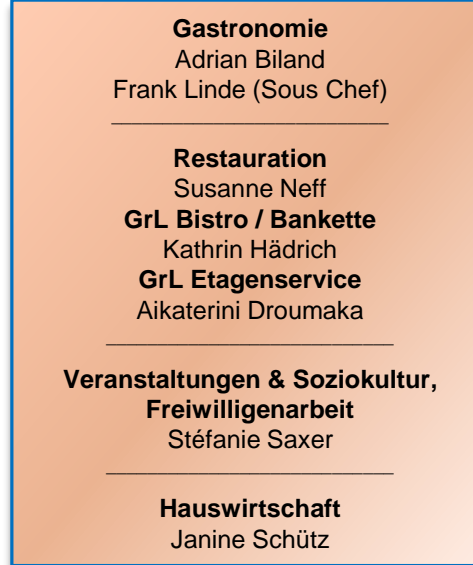 Gastronomie
Adrian Biland
Frank Linde (Sous Chef)
Restauration
Susanne Neff
GrL Bistro / Bankette
Kathrin Hädrich
GrL Etagenservice
Aikaterini Droumaka
Veranstaltungen & Soziokultur,
Freiwilligenarbeit
Stéfanie Saxer
Hauswirtschaft
Janine Schütz